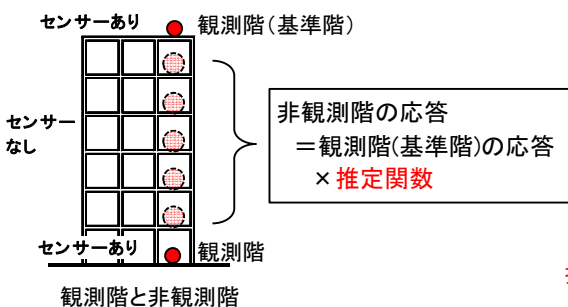 センサーあり
観測階(基準階)
センサー
なし
非観測階の応答
=観測階(基準階)の応答
×推定関数
センサーあり
観測階
観測階と非観測階